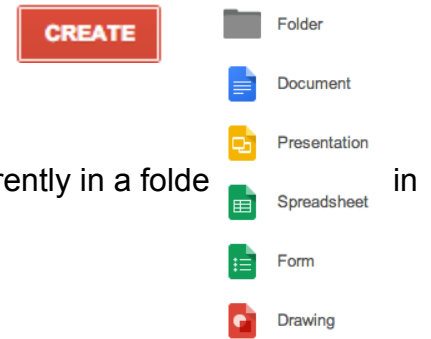 CREATE
Folder
Document
Presentation
rently in a folde in
Spreadsheet
Form
Drawing